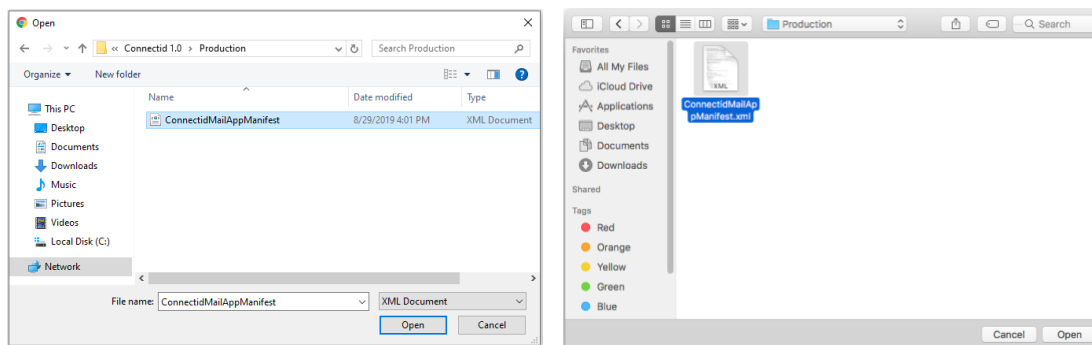 Open
« Connectid 1.0 > Production
Search Production
Organize
New folder
Name
Date modified
Type
This PC
Desktop
Documents
Downloads
Music
Pictures
Videos
Local Disk (C:)
Network
ConnectidMailAppManifest
8/29/2019 4:01 PM
XML Document
File name:
ConnectidMailAppManifest
XML Document
Open
Cancel
Production
Search
Favorites
All My Files
iCloud Drive
Applications
Desktop
Documents
Downloads
Shared
Tags
Red
Orange
Yellow
Green
Blue
XML
ConnectidMailAp
pManifest.xml
Cancel
Open